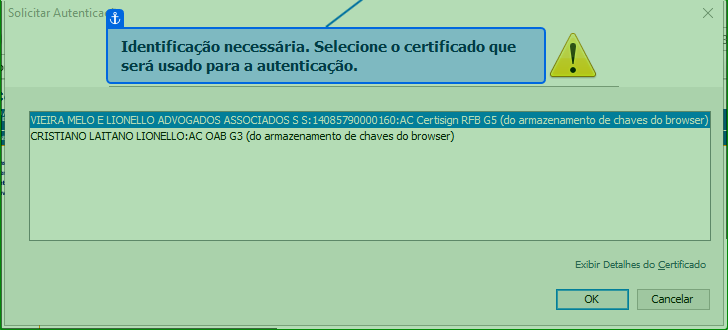 Solicitar Autenticaç
Identificação necessária. Selecione o certificado que
será usado para a autenticação.
VIEIRA MELO E LIONELLO ADVOGADOS ASSOCIADOS S S:14085790000160:AC Certisign RFB G5 (do armazenamento de chaves do browser)
CRISTIANO LAITANO LIONELLO:AC OAB G3 (do armazenamento de chaves do browser)
Exibir Detalhes do Certificado
OK
Cancelar